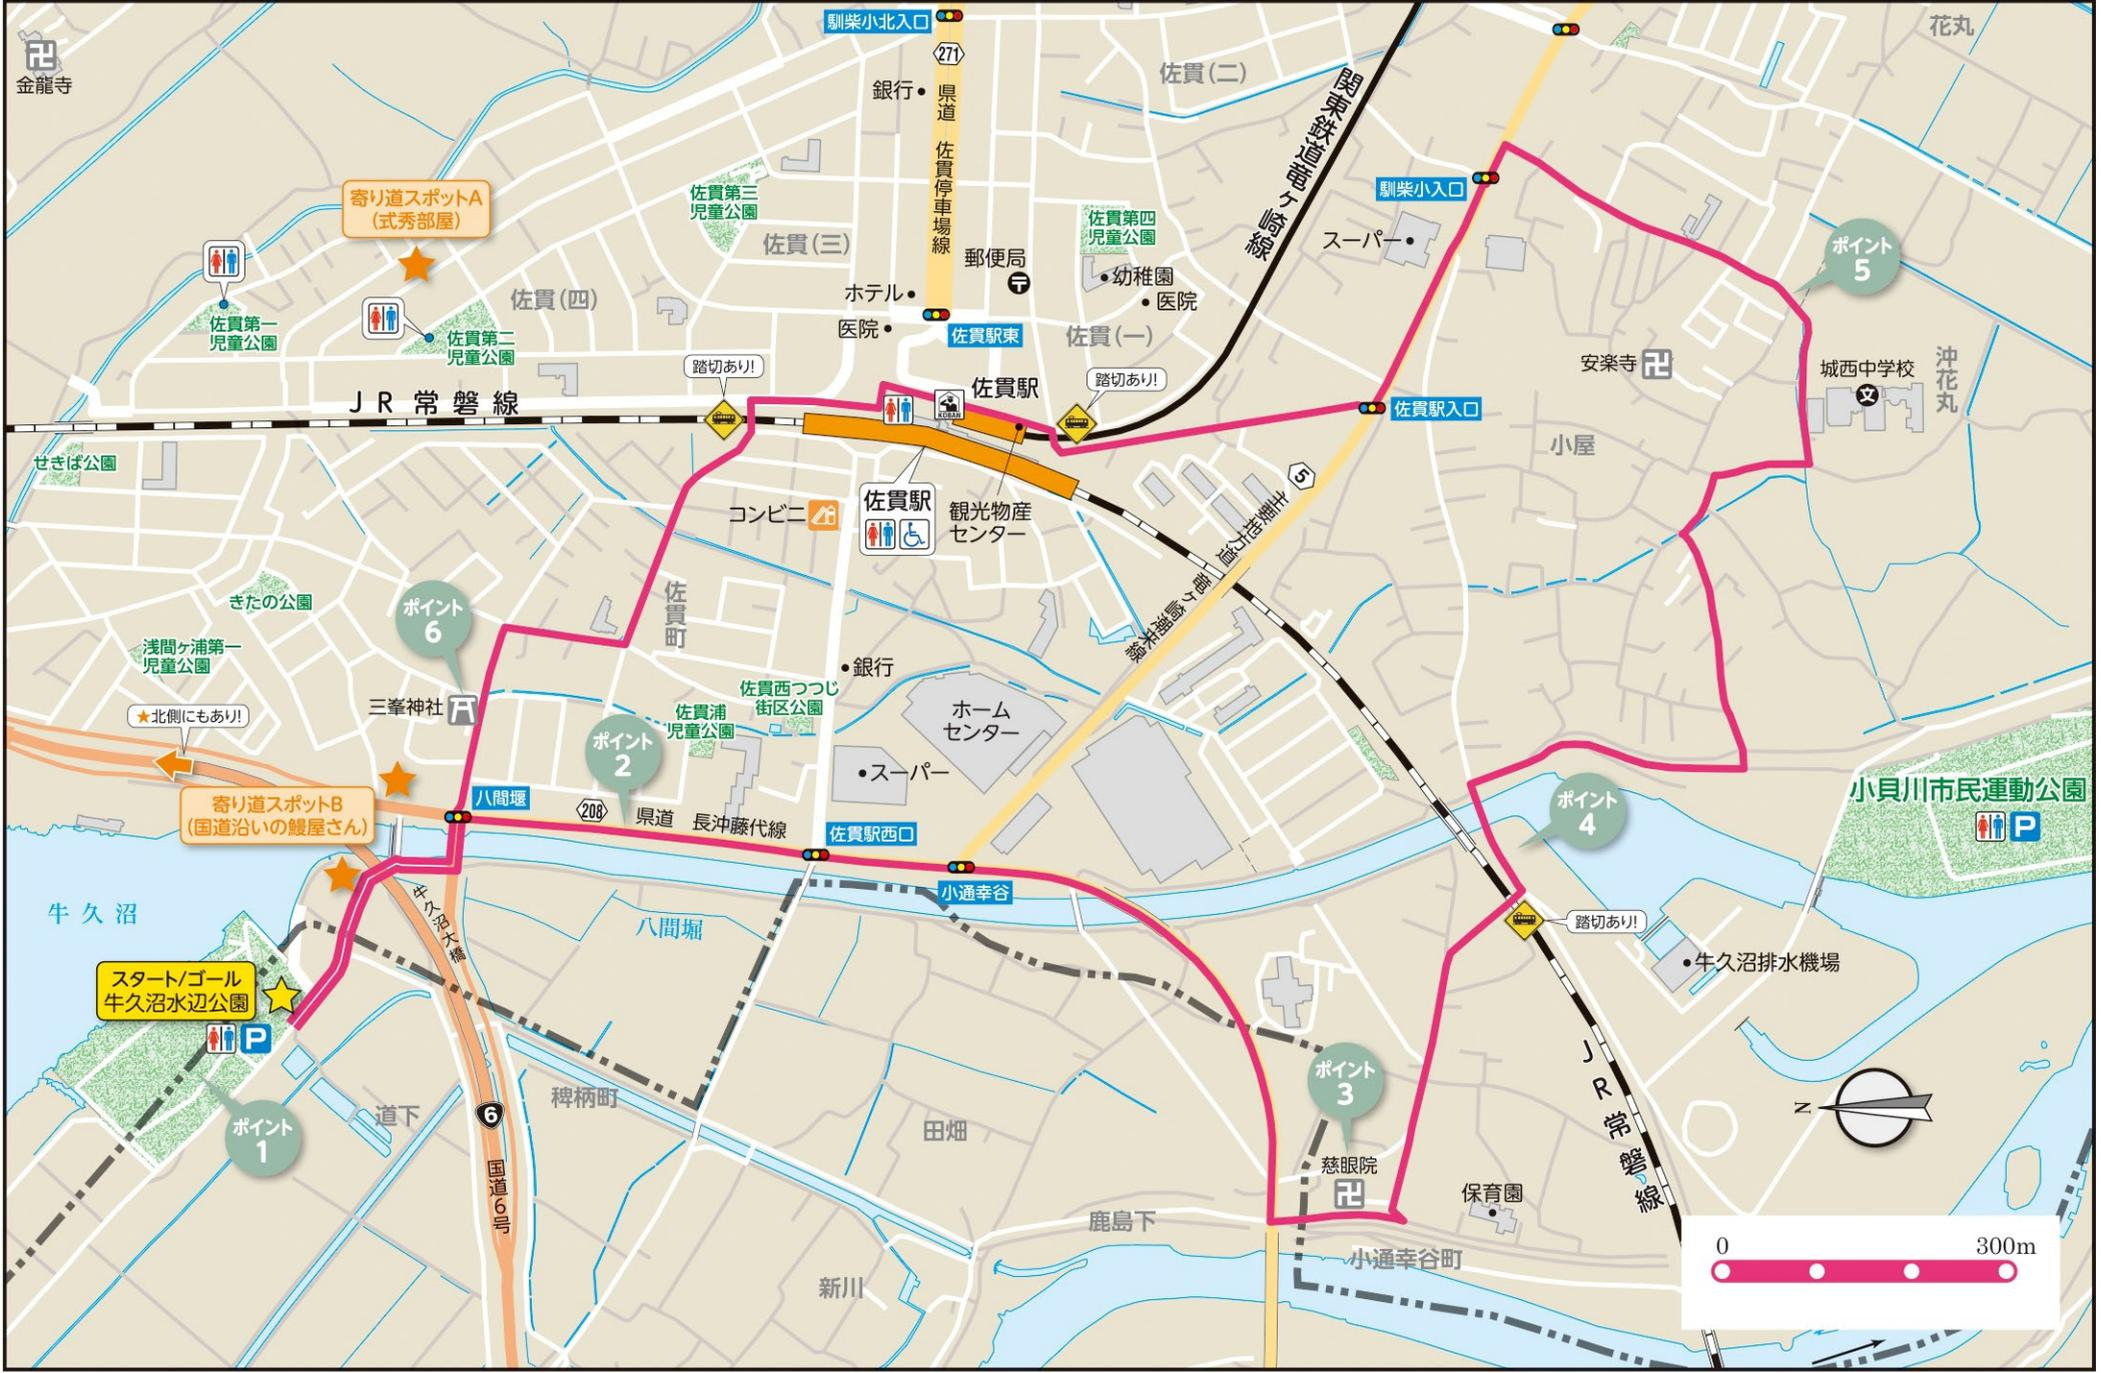 馴柴小北入口
271
県道 佐貫停車場線
銀行
佐貫(二)
関東鉄道竜ヶ崎線
花丸
金龍寺
寄り道スポットA
(式秀部屋)
佐貫第三
児童公園
佐貫(三)
郵便局
佐貫第四
児童公園
幼稚園
医院
馴柴小入口
スーパー
ポイント
5
佐貫第一
児童公園
佐貫第二
児童公園
佐貫(四)
ホテル
医院
佐貫駅東
佐貫(一)
踏切あり!
踏切あり!
佐貫駅
KOBAN
JR常磐線
佐貫駅入口
安楽寺
城西中学校
文
沖花丸
小屋
せきば公園
コンビニ
佐貫駅
観光物産
センター
5
主要地方道 竜ヶ崎潮来線
きたの公園
ポイント
6
佐貫町
浅間ヶ浦第一
児童公園
三峯神社
★北側にもあり!
銀行
佐貫西つつじ
街区公園
佐貫浦
児童公園
ポイント
2
ホーム
センター
スーパー
寄り道スポットB
(国道沿いの鰻屋さん)
八間堰
208
県道 長沖藤代線
佐貫駅西口
小通幸谷
ポイント
4
小貝川市民運動公園
P
牛久沼
牛久沼大橋
八間堀
踏切あり!
牛久沼排水機場
スタート/ゴール
牛久沼水辺公園
P
ポイント
1
道下
稗柄町
6
国道6号
田畑
ポイント
3
慈眼院
保育園
JR常磐線
N
鹿島下
小通幸谷町
新川
0
300m